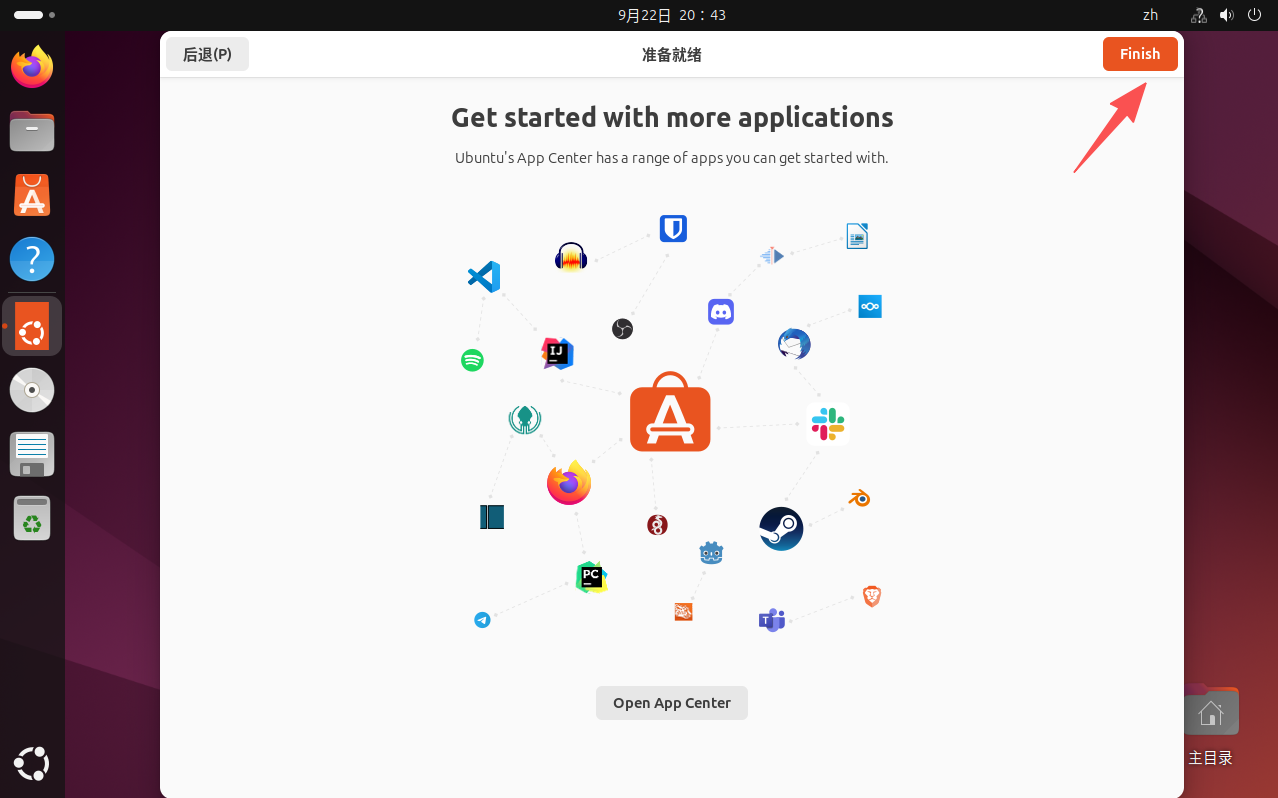 9月22日 20：43
zh
后退(P)
准备就绪
Finish
Get started with more applications
Ubuntu's App Center has a range of apps you can get started with.
IJ
PC
T
Open App Center
主目录